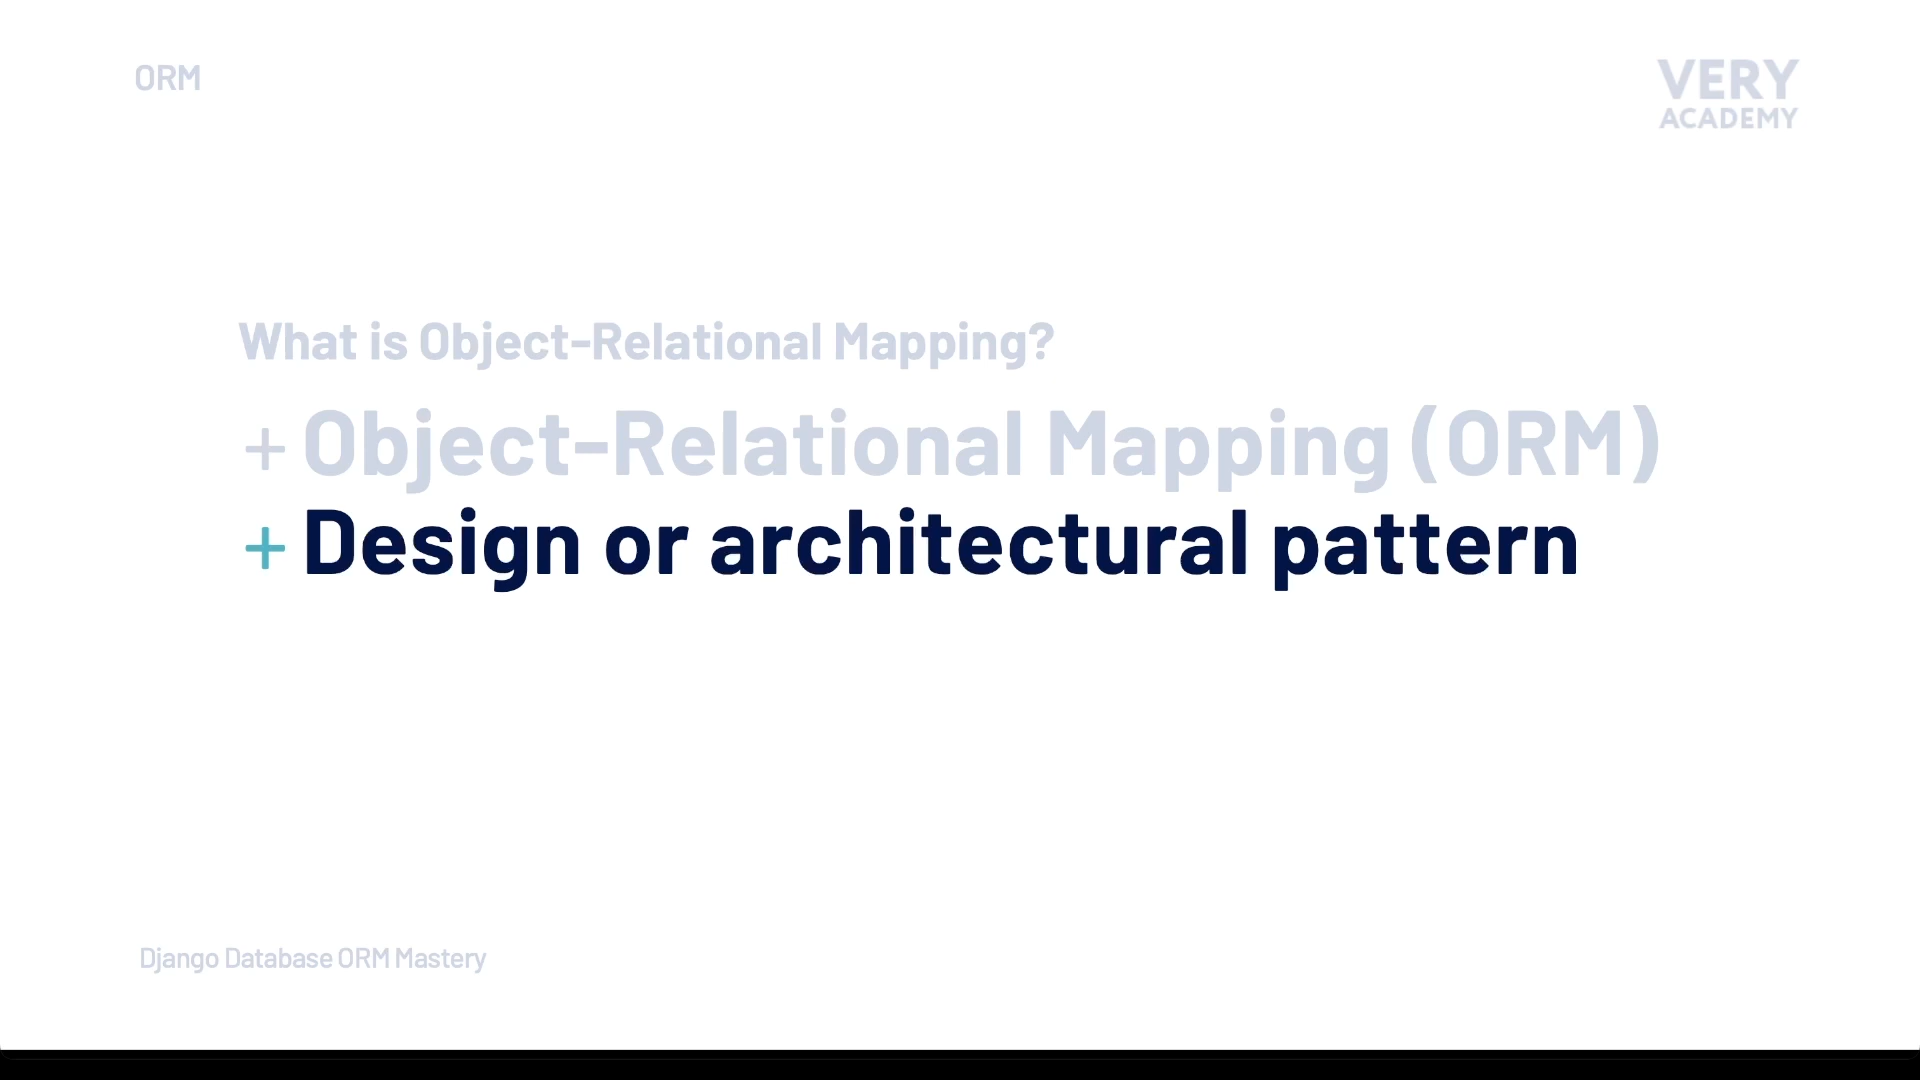 ORM
VERY
ACADEMY
What is Object-Relational Mapping?
+ Object-Relational Mapping (ORM)
+ Design or architectural pattern
Django Database ORM Mastery